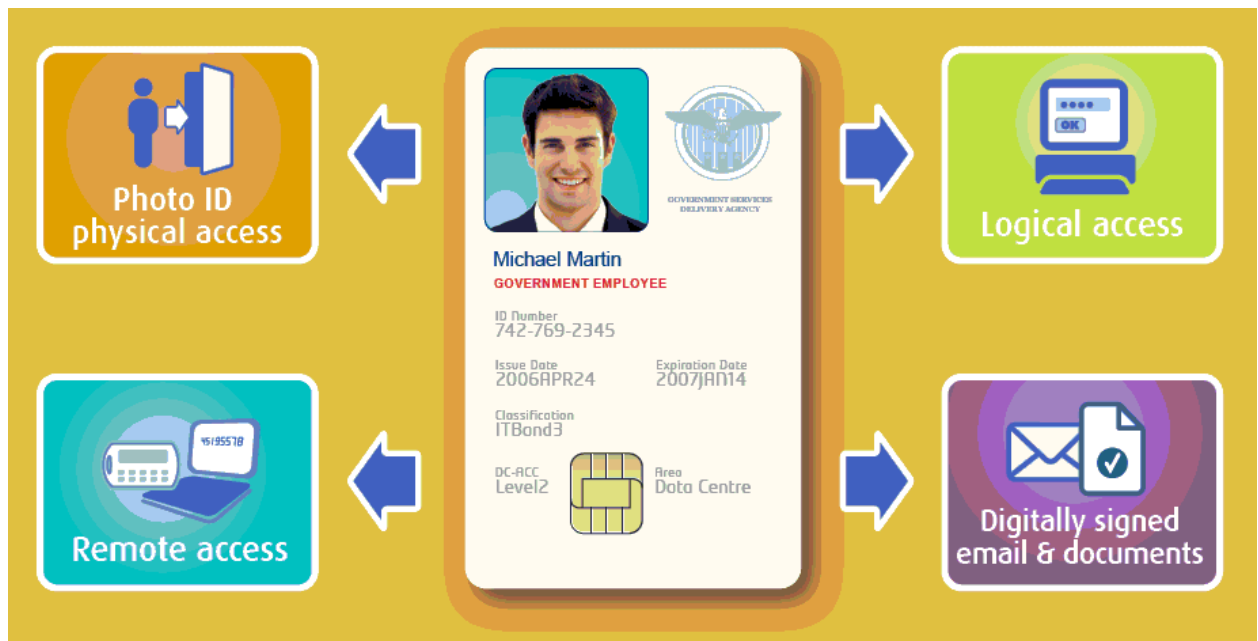 Photo ID
physical access
Remote access
45195578
GOVERNMENT SERVICES
DELIVERY AGENCY
Michael Martin
GOVERNMENT EMPLOYEE
ID Number
742-769-2345
Issue Date
2006APR24
Expiration Date
2007JAN14
Classification
ITBand3
DC-ACC
Level2
Area
Data Centre
OK
Logical access
Digitally signed
email & documents